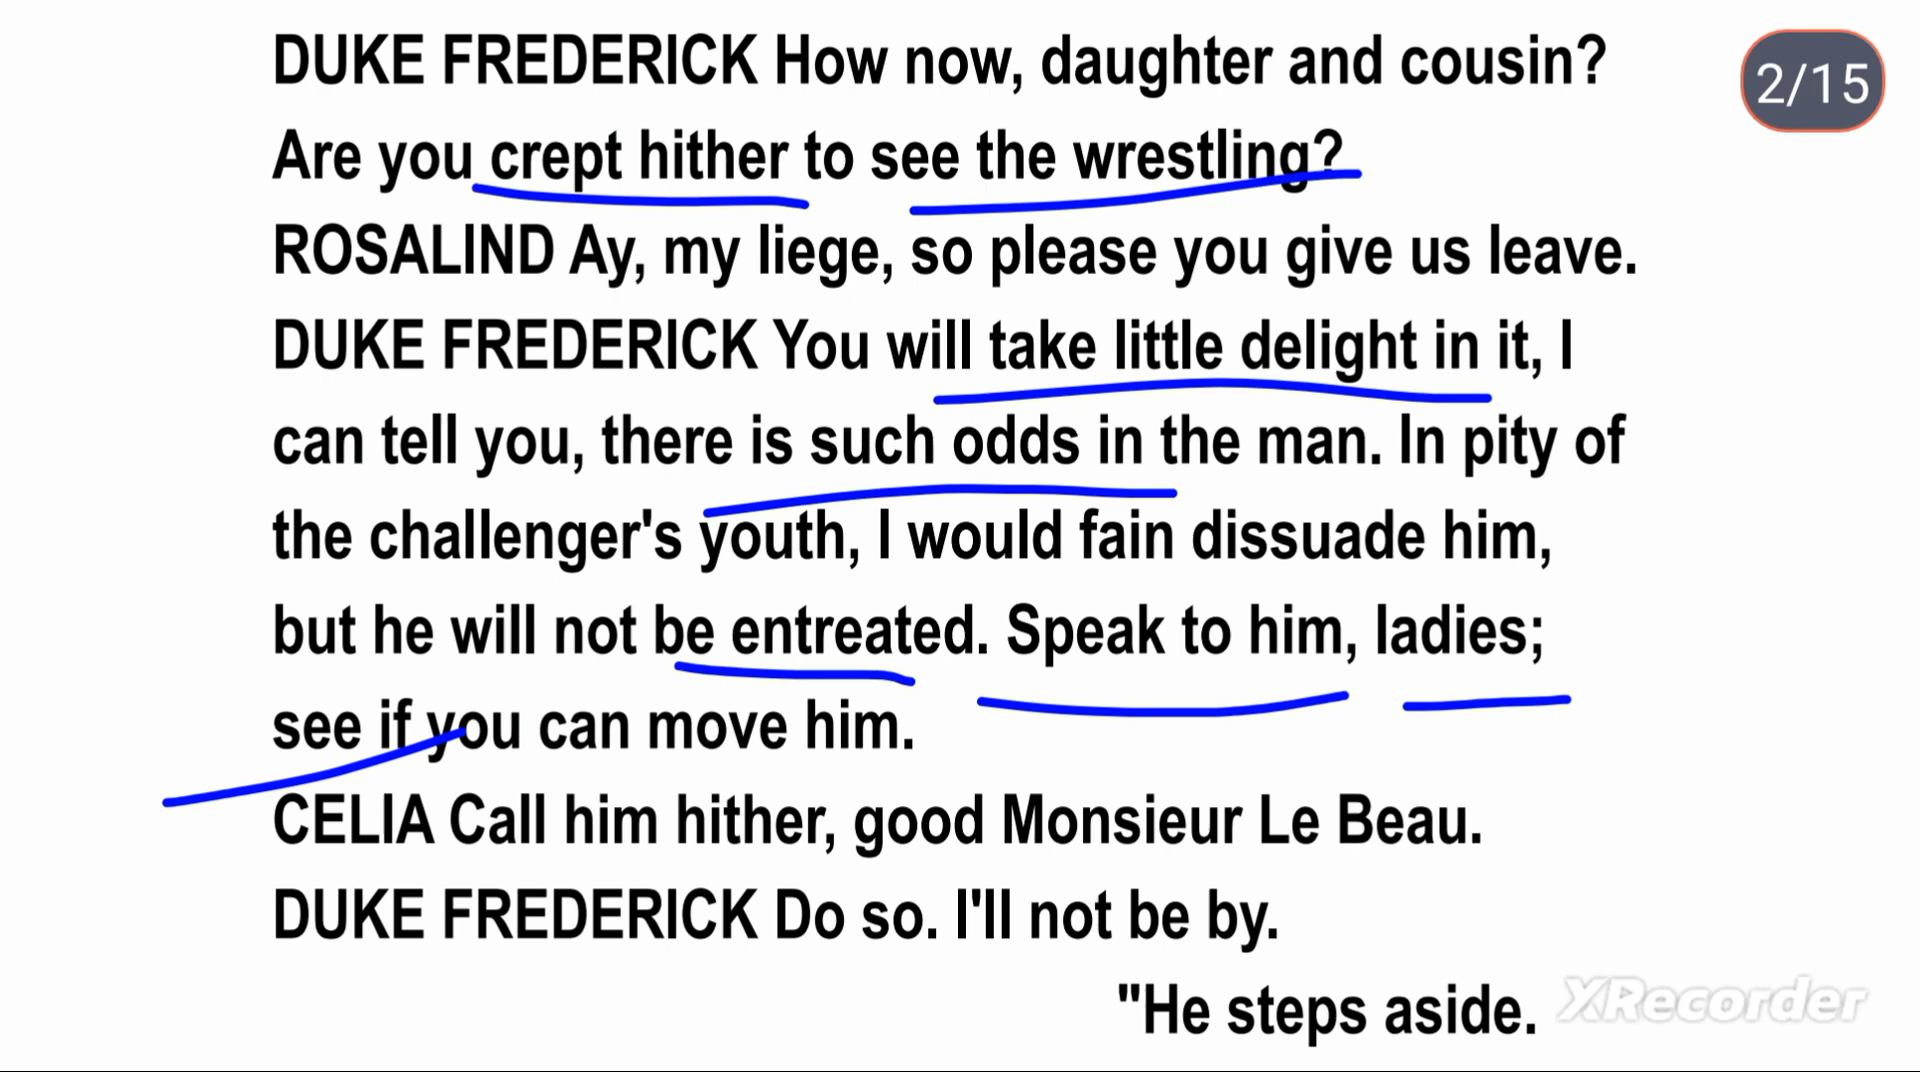 DUKE FREDERICK How now, daughter and cousin?
2/15
Are you crept hither to see the wrestling?
ROSALIND Ay, my liege, so please you give us leave.
DUKE FREDERICK You will take little delight in it, I
can tell you, there is such odds in the man. In pity of
the challenger's youth, I would fain dissuade him,
but he will not be entreated. Speak to him, ladies;
see if you can move him.
CELIA Call him hither, good Monsieur Le Beau.
DUKE FREDERICK Do so. I'll not be by.
"He steps aside.
XRecorder